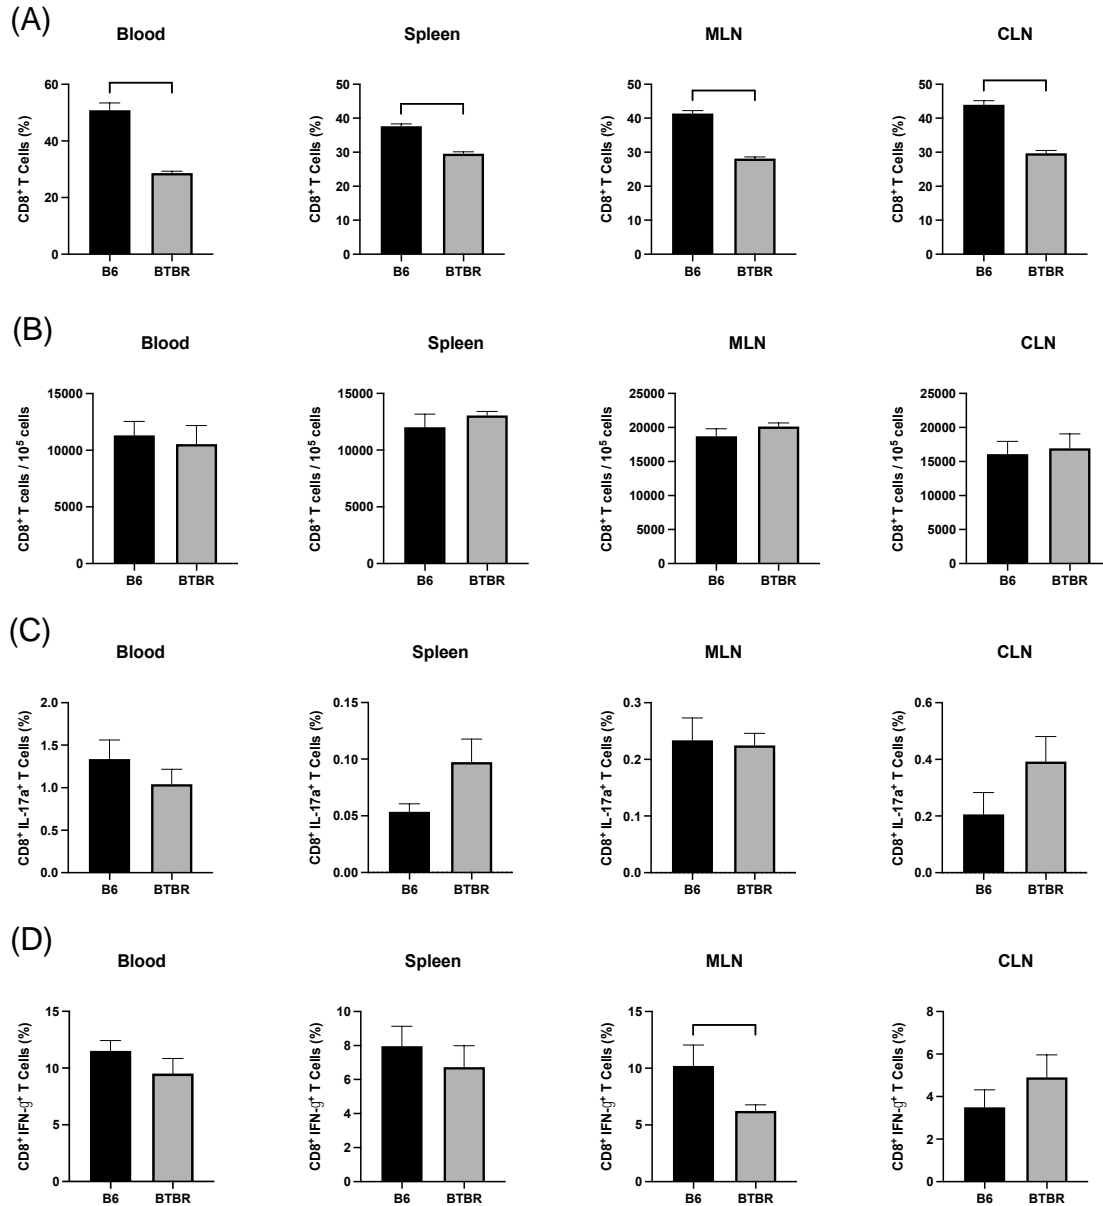 (A)
Blood
Spleen
MLN
CLN
CD8⁺ T Cells (%)
60
40
20
0
B6
BTBR
CD8⁺ T Cells (%)
50
40
30
20
10
0
B6
BTBR
CD8⁺ T Cells (%)
50
40
30
20
10
0
B6
BTBR
CD8⁺ T Cells (%)
50
40
30
20
10
0
B6
BTBR
(B)
Blood
Spleen
MLN
CLN
CD8⁺ T cells / 10⁵ cells
15000
10000
5000
0
B6
BTBR
CD8⁺ T cells / 10⁵ cells
15000
10000
5000
0
B6
BTBR
CD8⁺ T cells / 10⁵ cells
25000
20000
15000
10000
5000
0
B6
BTBR
CD8⁺ T cells / 10⁵ cells
25000
20000
15000
10000
5000
0
B6
BTBR
(C)
Blood
Spleen
MLN
CLN
CD8⁺ IL-17a⁺ T Cells (%)
2.0
1.5
1.0
0.5
0.0
B6
BTBR
CD8⁺ IL-17a⁺ T Cells (%)
0.15
0.10
0.05
0.00
B6
BTBR
CD8⁺ IL-17a⁺ T Cells (%)
0.3
0.2
0.1
0.0
B6
BTBR
CD8⁺ IL-17a⁺ T Cells (%)
0.6
0.4
0.2
0.0
B6
BTBR
(D)
Blood
Spleen
MLN
CLN
CD8⁺ IFN-g⁺ T Cells (%)
15
10
5
0
B6
BTBR
CD8⁺ IFN-g⁺ T Cells (%)
10
8
6
4
2
0
B6
BTBR
CD8⁺ IFN-g⁺ T Cells (%)
15
10
5
0
B6
BTBR
CD8⁺ IFN-g⁺ T Cells (%)
8
6
4
2
0
B6
BTBR